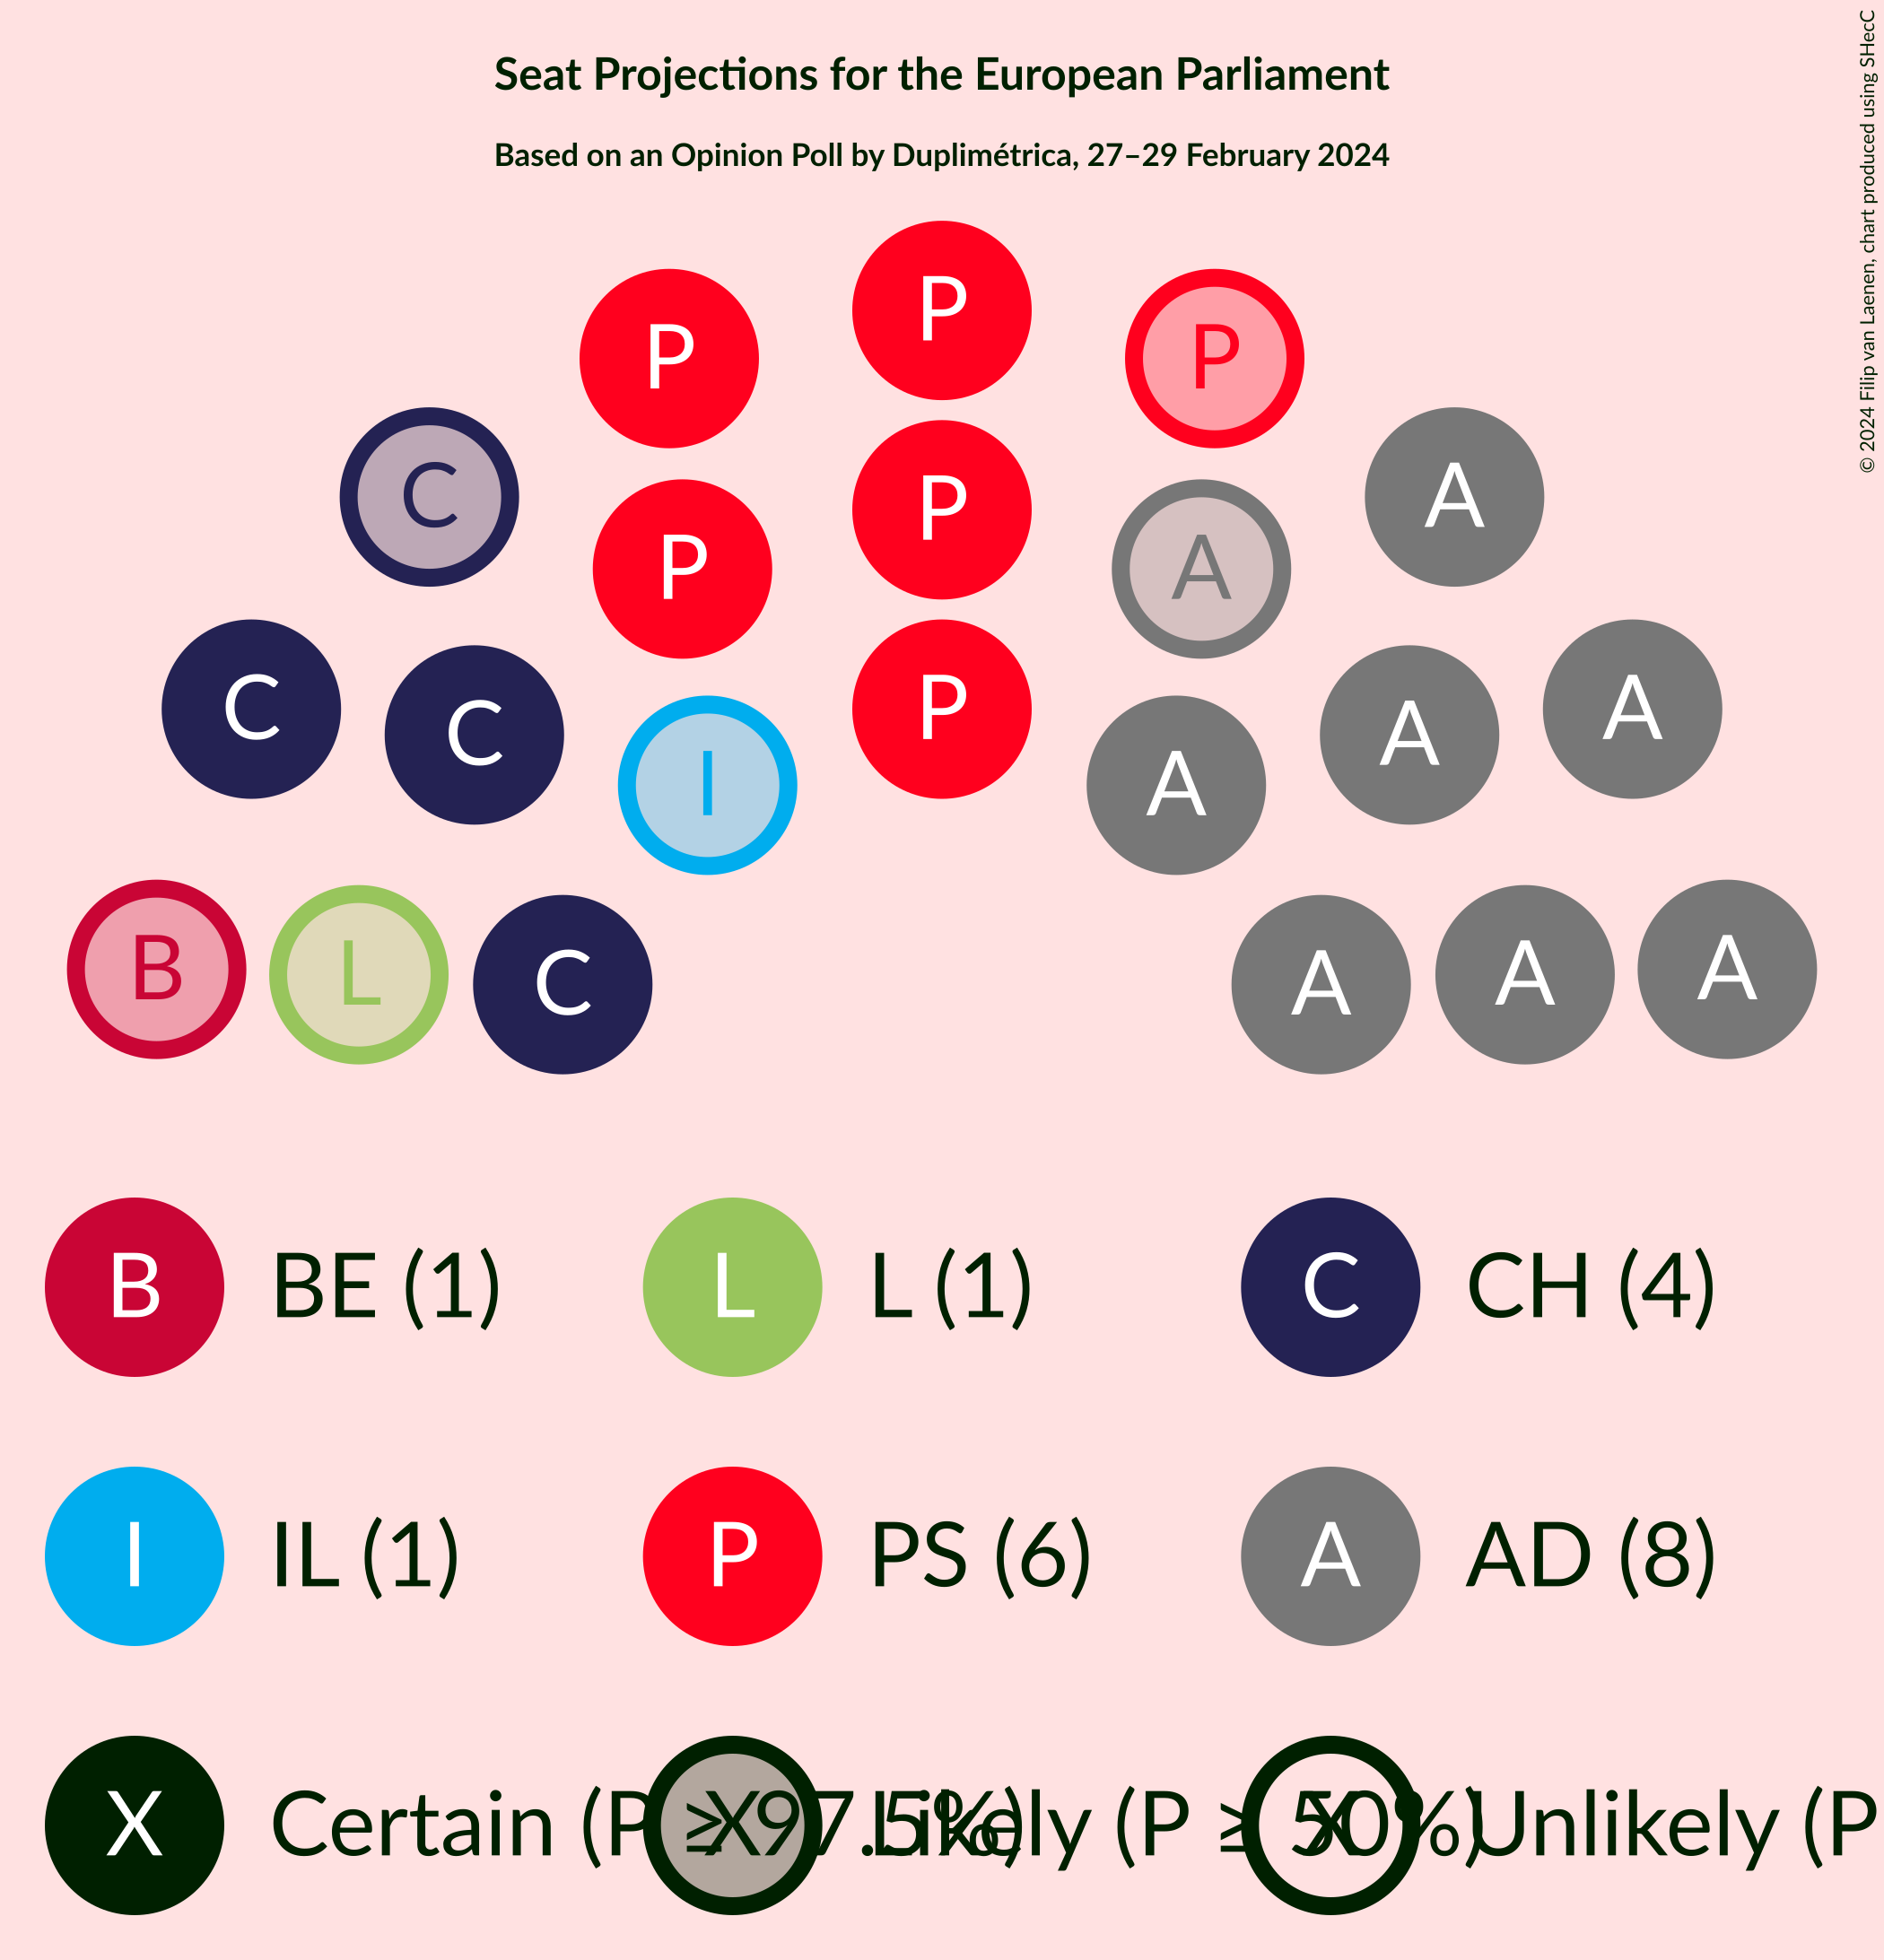 Seat Projections for the European Parliament
Based on an Opinion Poll by Duplimétrica, 27–29 February 2024
© 2024 Filip van Laenen, chart produced using SHecC
P
P P
C P A
P A
C P A
C A
I A
B L C A A A
B BE (1) L L (1) C CH (4)
I IL (1) P PS (6) A AD (8)
X Certain (P ≥ 97.5%) X Likely (P ≥ 50%) X Unlikely (P